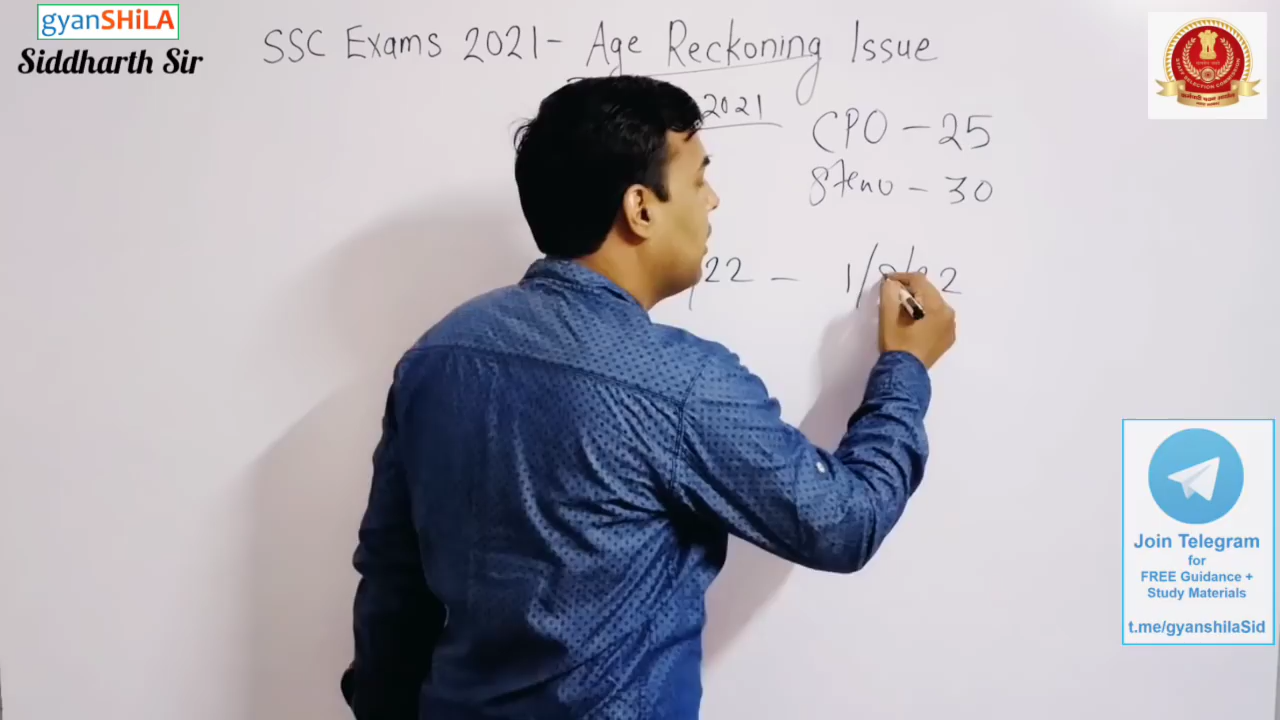 gyanSHiLA
Siddharth Sir
SSC Exams 2021- Age Reckoning Issue
2021
CPO - 25
Steno - 30
22 -
Join Telegram
for
FREE Guidance +
Study Materials
t.me/gyanshilaSid